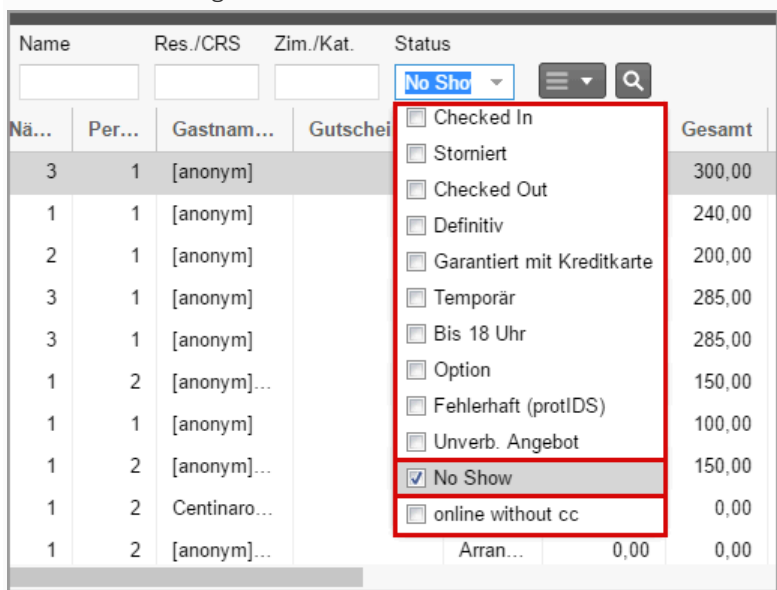 Name Res./CRS Zim./Kat. Status
No Sho
Nä... Per... Gastnam... Gutschei Gesamt
Checked In
Storniert
Checked Out
Definitiv
Garantiert mit Kreditkarte
Temporär
Bis 18 Uhr
Option
Fehlerhaft (protIDS)
Unverb. Angebot
No Show
online without cc
3 1 [anonym] 300,00
1 1 [anonym] 240,00
2 1 [anonym] 200,00
3 1 [anonym] 285,00
3 1 [anonym] 285,00
1 2 [anonym]... 150,00
1 1 [anonym] 100,00
1 2 [anonym]... 150,00
1 2 Centinaro... 0,00
1 2 [anonym]... Arran... 0,00 0,00